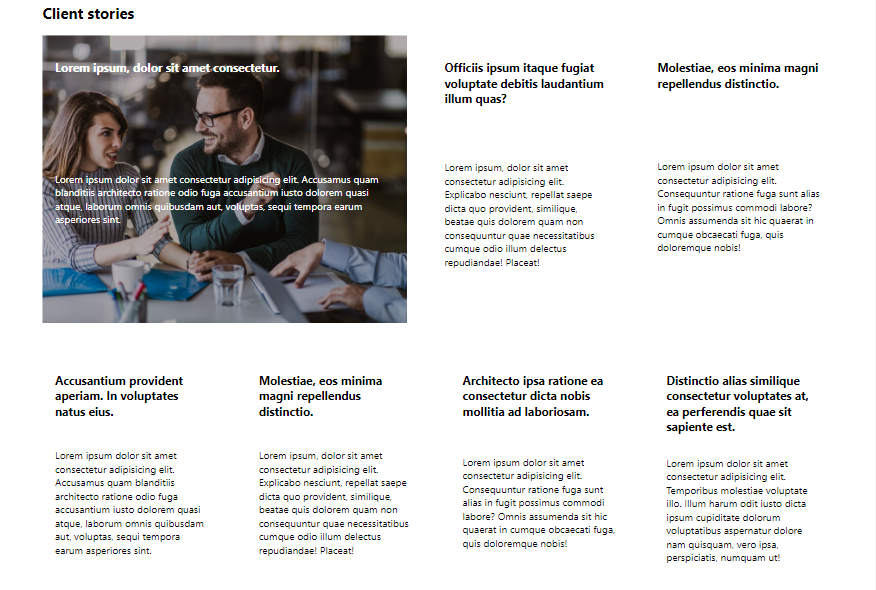 Client stories
Lorem ipsum, dolor sit amet consectetur.
Lorem ipsum dolor sit amet consectetur adipisicing elit. Accusamus quam
blanditiis architecto ratione odio fuga accusantium iusto dolorem quasi
atque, laborum omnis quibusdam aut, voluptas, sequi tempora earum
asperiores sint.
Officiis ipsum itaque fugiat
voluptate debitis laudantium
illum quas?
Lorem ipsum, dolor sit amet
consectetur adipisicing elit.
Explicabo nesciunt, repellat saepe
dicta quo provident, similique,
beatae quis dolorem quam non
consequuntur quae necessitatibus
cumque odio illum delectus
repudiandae! Placeat!
Molestiae, eos minima magni
repellendus distinctio.
Lorem ipsum dolor sit amet
consectetur adipisicing elit.
Consequuntur ratione fuga sunt alias
in fugit possimus commodi labore?
Omnis assumenda sit hic quaerat in
cumque obcaecati fuga, quis
doloremque nobis!
Accusantium provident
aperiam. In voluptates
natus eius.
Lorem ipsum dolor sit amet
consectetur adipisicing elit.
Accusamus quam blanditiis
architecto ratione odio fuga
accusantium iusto dolorem quasi
atque, laborum omnis quibusdam
aut, voluptas, sequi tempora
earum asperiores sint.
Molestiae, eos minima
magni repellendus
distinctio.
Lorem ipsum, dolor sit amet
consectetur adipisicing elit.
Explicabo nesciunt, repellat saepe
dicta quo provident, similique,
beatae quis dolorem quam non
consequuntur quae necessitatibus
cumque odio illum delectus
repudiandae! Placeat!
Architecto ipsa ratione ea
consectetur dicta nobis
mollitia ad laboriosam.
Lorem ipsum dolor sit amet
consectetur adipisicing elit.
Consequuntur ratione fuga sunt
alias in fugit possimus commodi
labore? Omnis assumenda sit hic
quaerat in cumque obcaecati fuga,
quis doloremque nobis!
Distinctio alias similique
consectetur voluptates at,
ea perferendis quae sit
sapiente est.
Lorem ipsum dolor sit amet
consectetur adipisicing elit.
Temporibus molestiae voluptate
illo. Illum harum odit iusto dicta
ipsum cupiditate dolorum
voluptatibus aspernatur dolore
nam quisquam, vero ipsa,
perspiciatis, numquam ut!